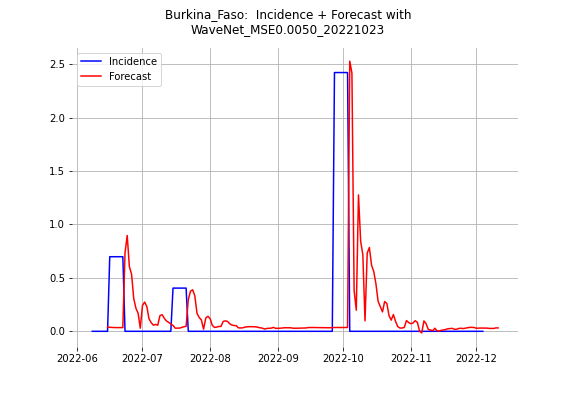 Burkina_Faso:  Incidence + Forecast with
WaveNet_MSE0.0050_20221023
Incidence
Forecast
2.5
2.0
1.5
1.0
0.5
0.0
2022-06 2022-07 2022-08 2022-09 2022-10 2022-11 2022-12